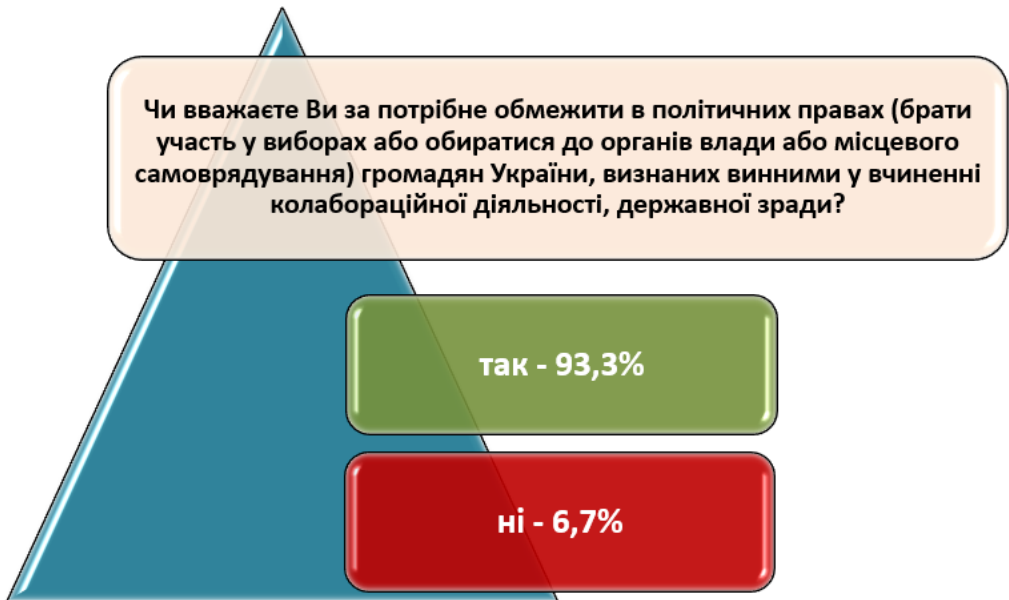 Чи вважаєте Ви за потрібне обмежити в політичних правах (брати
участь у виборах або обиратися до органів влади або місцевого
самоврядування) громадян України, визнаних винними у вчиненні
колабораційної діяльності, державної зради?
так - 93,3%
ні - 6,7%